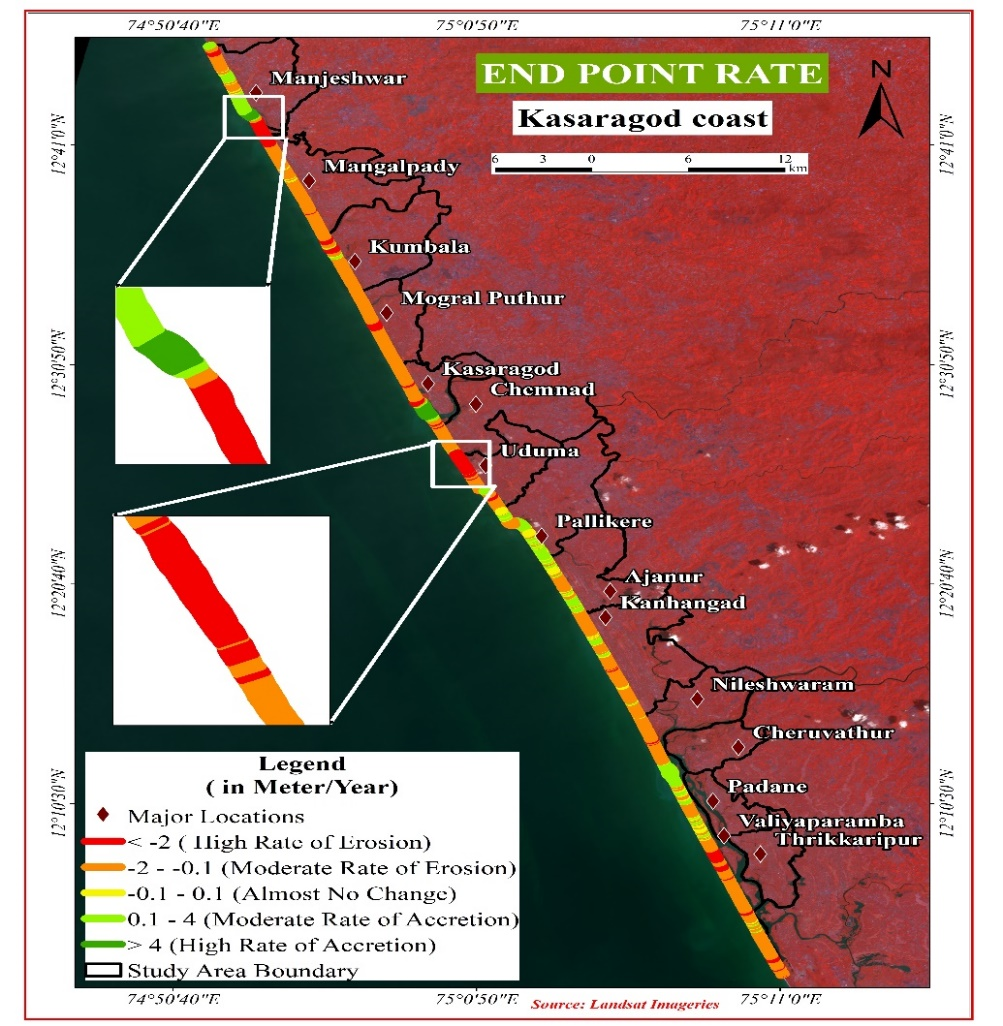 74°50'40"E 75°0'50"E 75°11'0"E
END POINT RATE
Kasaragod coast
N
6 3 0 6 12
km
12°41'0"N
12°41'0"N
12°30'50"N
12°30'50"N
12°20'40"N
12°20'40"N
12°10'30"N
12°10'30"N
Manjeshwar
Mangalpady
Kumbala
Mogral Puthur
Kasaragod
Chemnad
Uduma
Pallikere
Ajanur
Kanhangad
Nileshwaram
Cheruvathur
Padane
Valiyaparamba
Thrikkaripur
Legend
( in Meter/Year)
Major Locations
< -2 ( High Rate of Erosion)
-2 - -0.1 (Moderate Rate of Erosion)
-0.1 - 0.1 (Almost No Change)
0.1 - 4 (Moderate Rate of Accretion)
> 4 (High Rate of Accretion)
Study Area Boundary
74°50'40"E 75°0'50"E 75°11'0"E
Source: Landsat Imageries